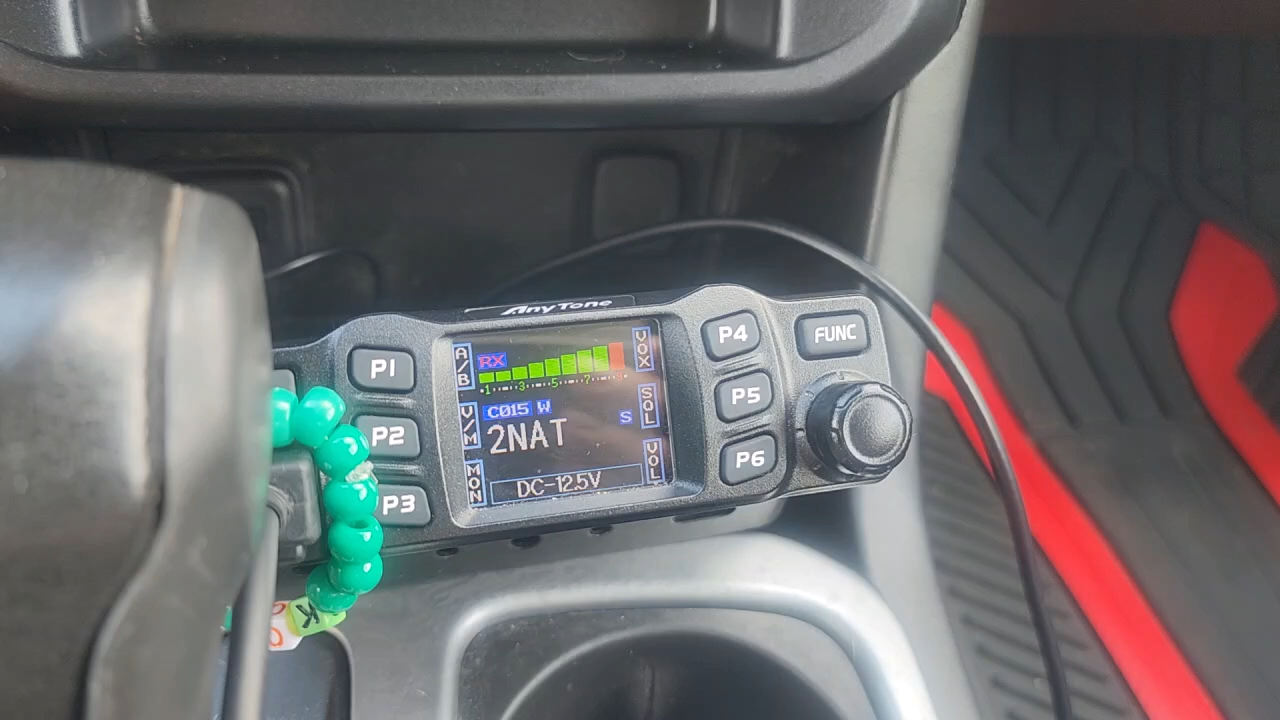 AnyTone
P1
P2
P3
A/B
V/M
MON
RX
1 3 5 7 9
C015 W
S
2NAT
DC-12.5V
VOX
SQL
VOL
P4
P5
P6
FUNC
K